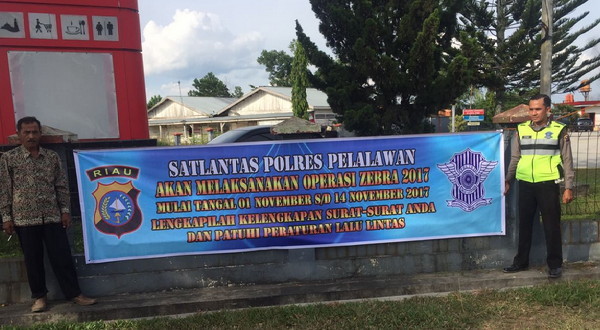 RIAU
SATLANTAS POLRES PELALAWAN
AKAN MELAKSANAKAN OPERASI ZEBRA 2017
MULAI TANGAL 01 NOVEMBER S/D 14 NOVEMBER 2017
LENGKAPILAH KELENGKAPAN SURAT-SURAT ANDA
DAN PATUHI PERATURAN LALU LINTAS